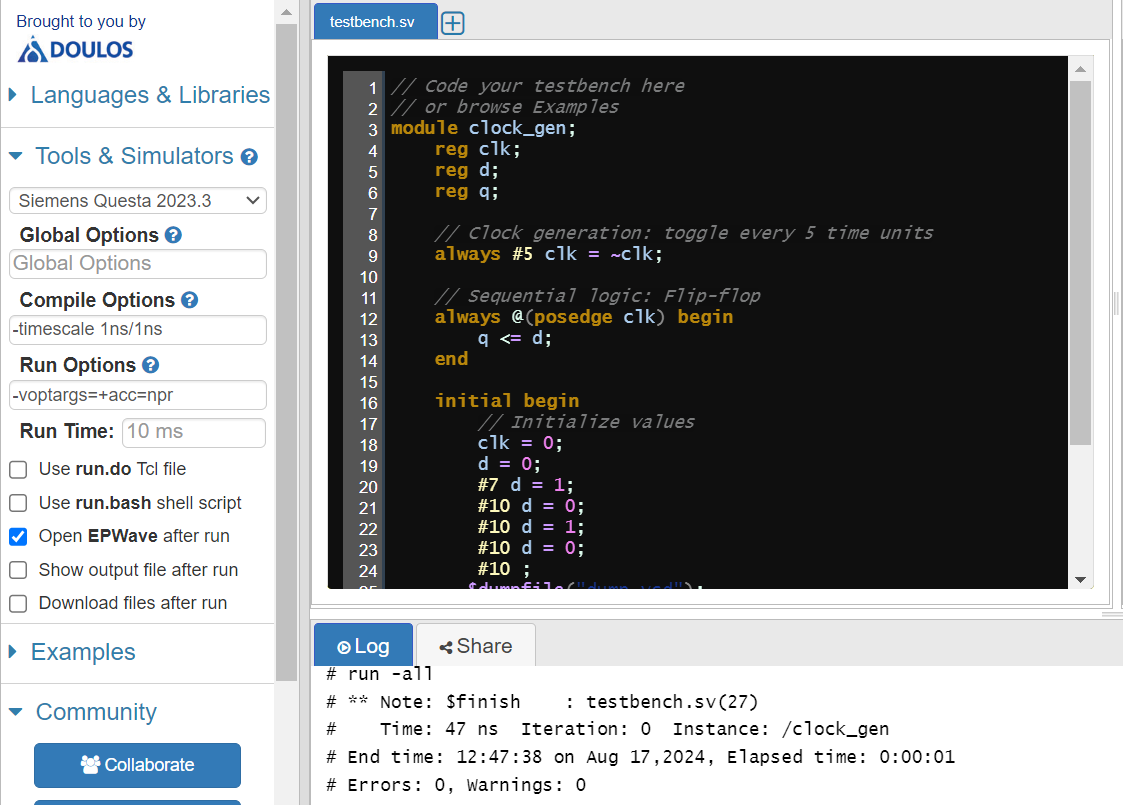 Brought to you by
DOULOS
Languages & Libraries
Tools & Simulators ?
Siemens Questa 2023.3
Global Options ?
Global Options
Compile Options ?
-timescale 1ns/1ns
Run Options ?
-voptargs=+acc=npr
Run Time: 10 ms
Use run.do Tcl file
Use run.bash shell script
Open EPWave after run
Show output file after run
Download files after run
Examples
Community
Collaborate
testbench.sv
1 // Code your testbench here
2 // or browse Examples
3 module clock_gen;
4 reg clk;
5 reg d;
6 reg q;
7
8 // Clock generation: toggle every 5 time units
9 always #5 clk = ~clk;
10
11 // Sequential logic: Flip-flop
12 always @(posedge clk) begin
13 q <= d;
14 end
15
16 initial begin
17 // Initialize values
18 clk = 0;
19 d = 0;
20 #7 d = 1;
21 #10 d = 0;
22 #10 d = 1;
23 #10 d = 0;
24 #10 ;
25 $dumpfile("dump.vcd");
Log
Share
# run -all
# ** Note: $finish    : testbench.sv(27)
#    Time: 47 ns  Iteration: 0  Instance: /clock_gen
# End time: 12:47:38 on Aug 17,2024, Elapsed time: 0:00:01
# Errors: 0, Warnings: 0